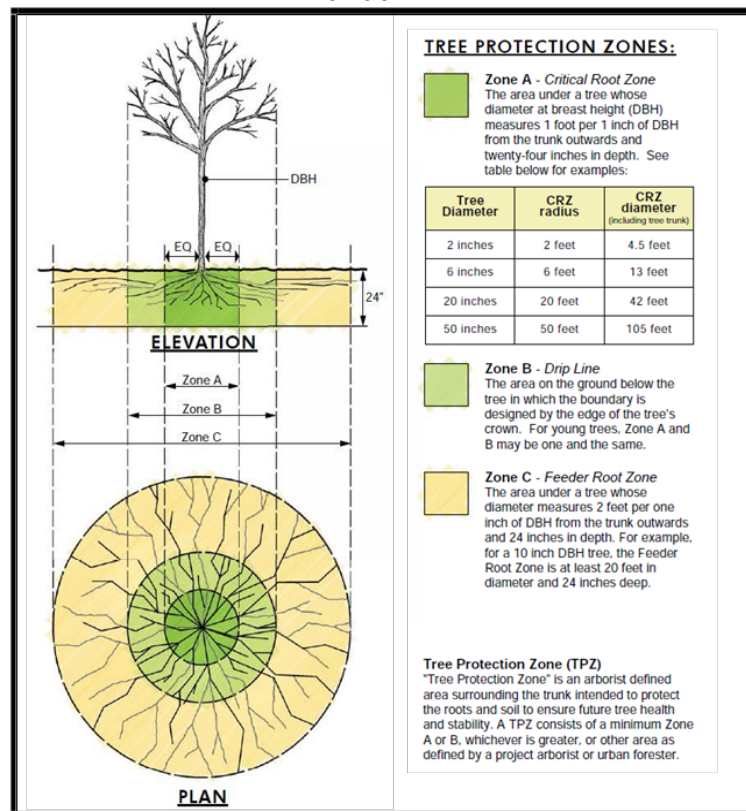 DBH
EQ
EQ
24"
ELEVATION
Zone A
Zone B
Zone C
PLAN
TREE PROTECTION ZONES:
Zone A - Critical Root Zone
The area under a tree whose
diameter at breast height (DBH)
measures 1 foot per 1 inch of DBH
from the trunk outwards and
twenty-four inches in depth. See
table below for examples:
Tree Diameter CRZ radius CRZ diameter (including tree trunk)
2 inches 2 feet 4.5 feet
6 inches 6 feet 13 feet
20 inches 20 feet 42 feet
50 inches 50 feet 105 feet
Zone B - Drip Line
The area on the ground below the
tree in which the boundary is
designed by the edge of the tree's
crown. For young trees, Zone A and
B may be one and the same.
Zone C - Feeder Root Zone
The area under a tree whose
diameter measures 2 feet per one
inch of DBH from the trunk outwards
and 24 inches in depth. For example,
for a 10 inch DBH tree, the Feeder
Root Zone is at least 20 feet in
diameter and 24 inches deep.
Tree Protection Zone (TPZ)
"Tree Protection Zone" is an arborist defined
area surrounding the trunk intended to protect
the roots and soil to ensure future tree health
and stability. A TPZ consists of a minimum Zone
A or B, whichever is greater, or other area as
defined by a project arborist or urban forester.